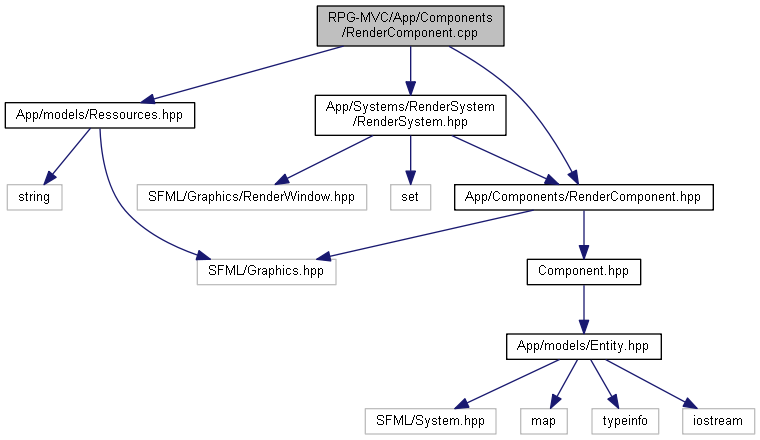 RPG-MVC/App/Components
/RenderComponent.cpp
App/models/Ressources.hpp
App/Systems/RenderSystem
/RenderSystem.hpp
string
SFML/Graphics/RenderWindow.hpp
set
App/Components/RenderComponent.hpp
SFML/Graphics.hpp
Component.hpp
App/models/Entity.hpp
SFML/System.hpp
map
typeinfo
iostream